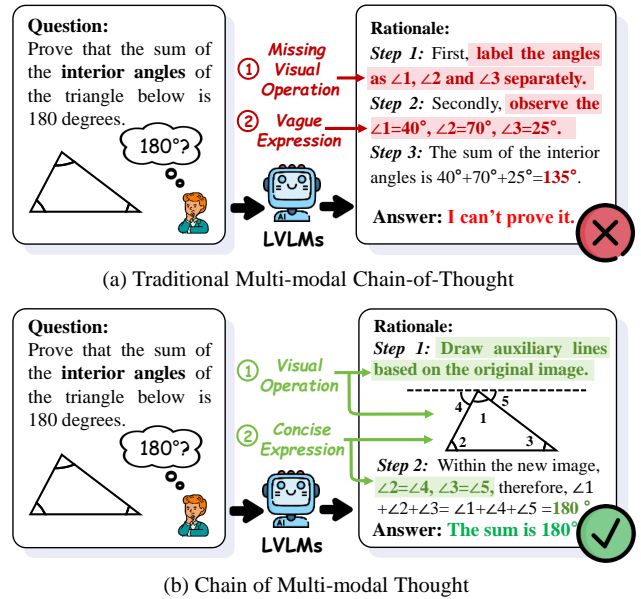 Question:
Prove that the sum of
the interior angles of
the triangle below is
180 degrees.
180°?
① Missing
Visual
Operation
② Vague
Expression
AI
LVLMs
Rationale:
Step 1: First, label the angles
as ∠1, ∠2 and ∠3 separately.
Step 2: Secondly, observe the
∠1=40°, ∠2=70°, ∠3=25°.
Step 3: The sum of the interior
angles is 40°+70°+25°=135°.
Answer: I can't prove it.
(a) Traditional Multi-modal Chain-of-Thought
Question:
Prove that the sum of
the interior angles of
the triangle below is
180 degrees.
180°?
① Visual
Operation
② Concise
Expression
AI
LVLMs
Rationale:
Step 1: Draw auxiliary lines
based on the original image.
4 1 5
2 3
Step 2: Within the new image,
∠2=∠4, ∠3=∠5, therefore, ∠1
+∠2+∠3= ∠1+∠4+∠5 =180 °
Answer: The sum is 180°
(b) Chain of Multi-modal Thought